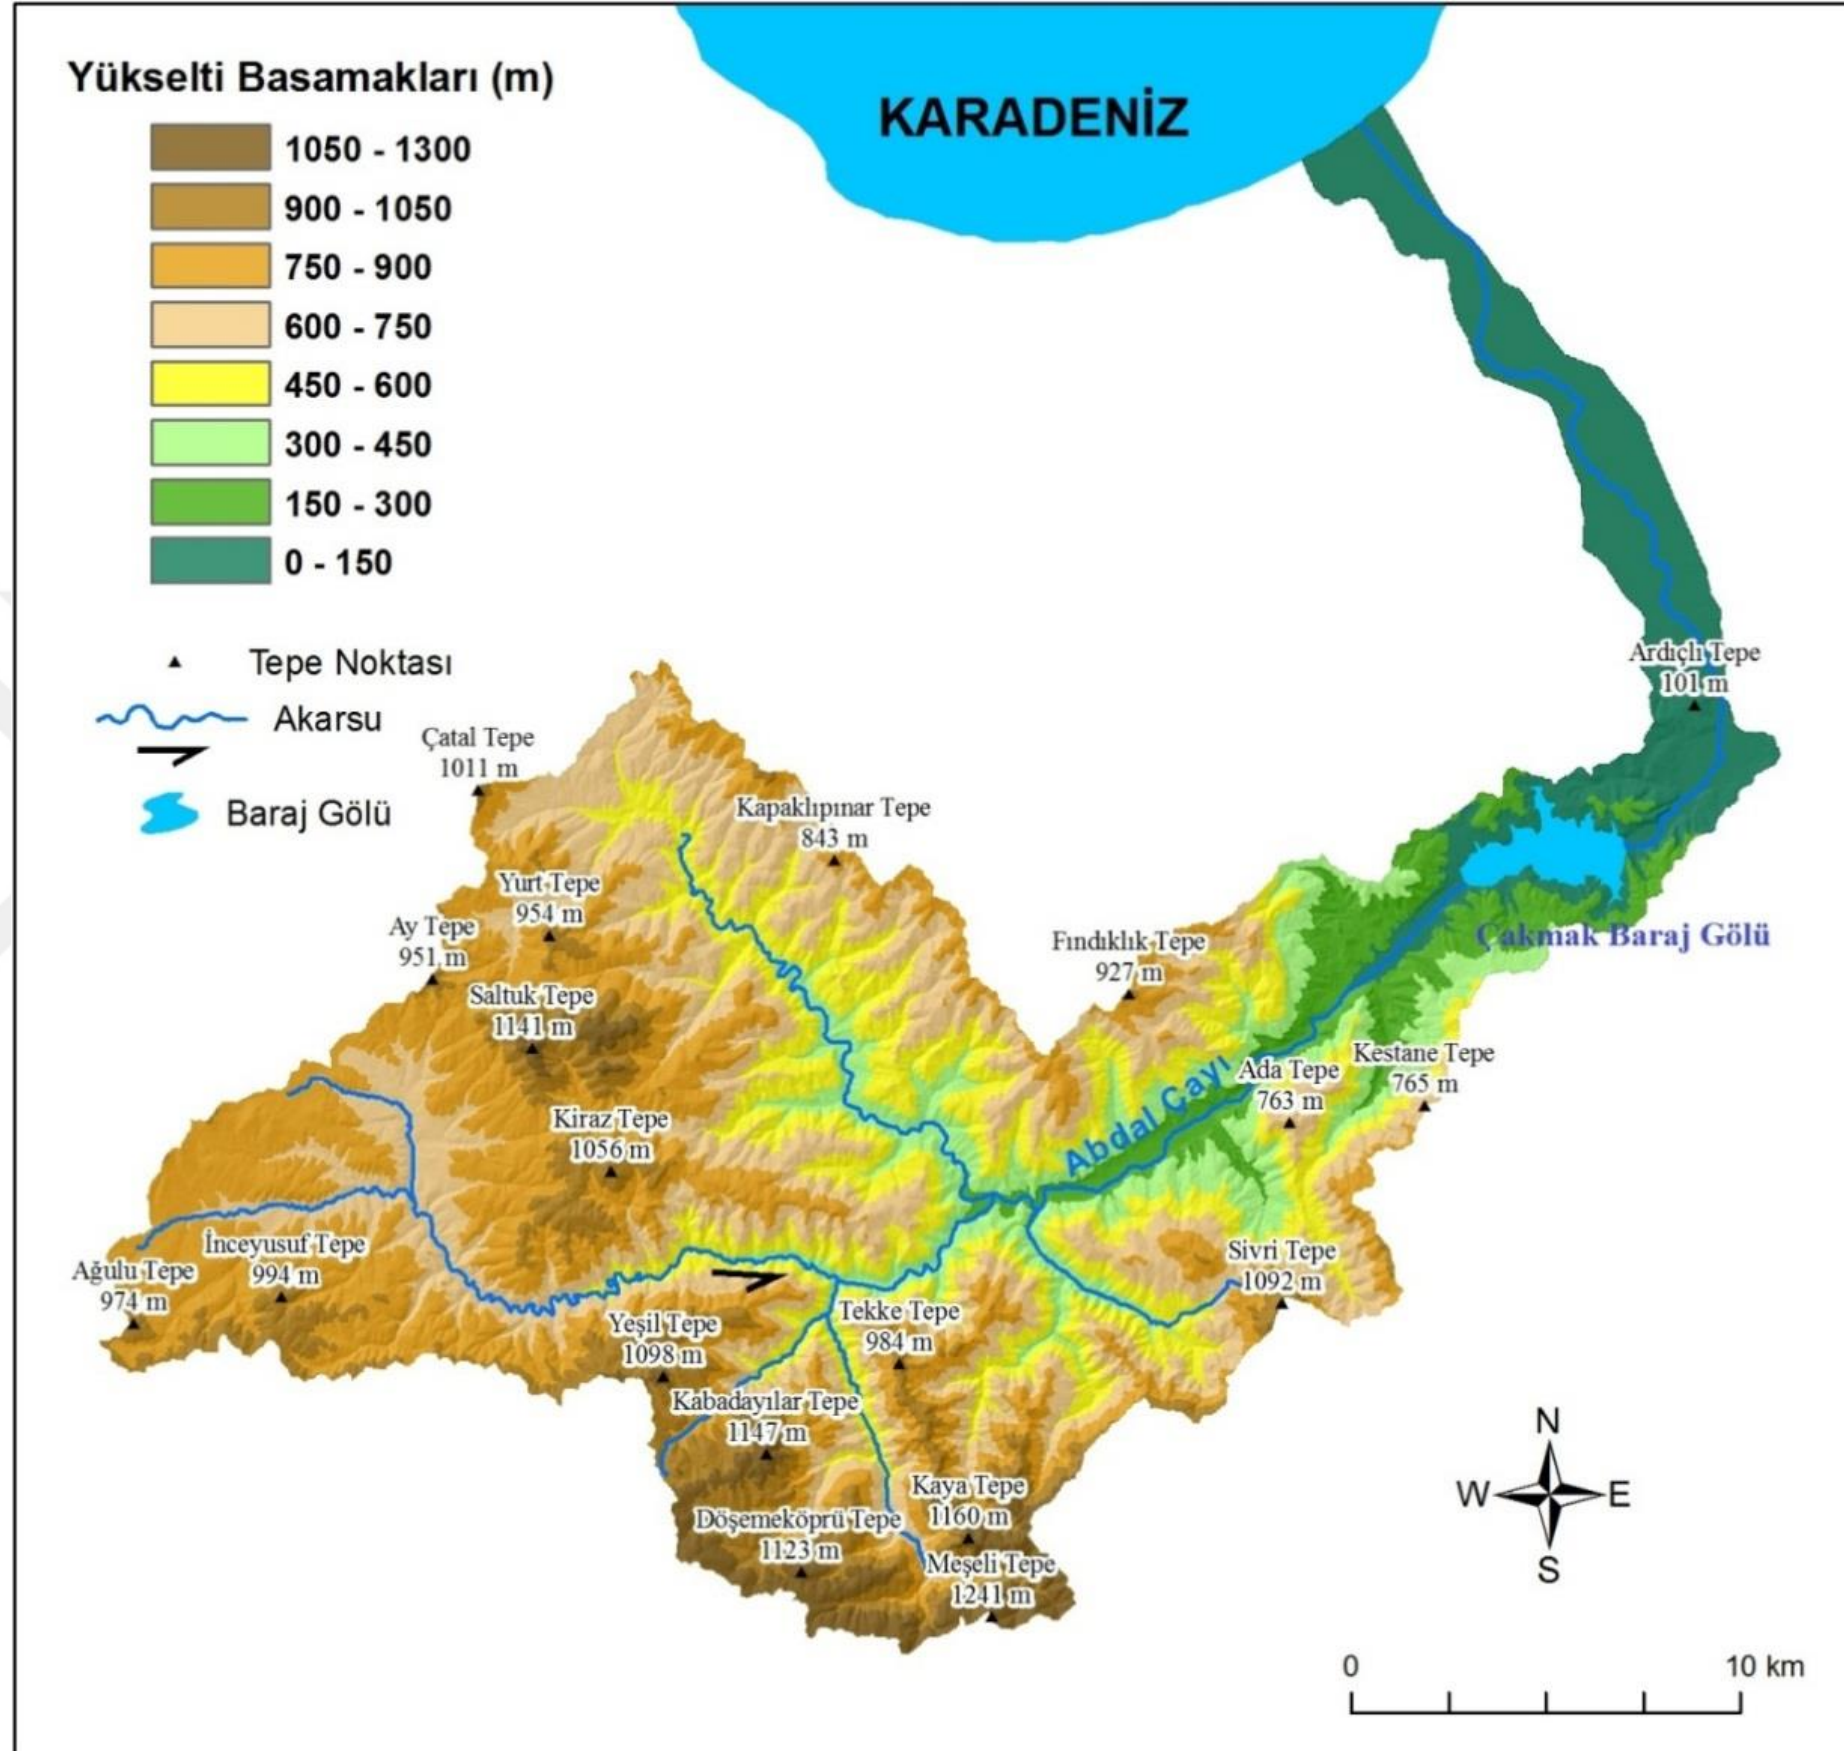 KARADENİZ
Yükselti Basamakları (m)
1050 - 1300
900 - 1050
750 - 900
600 - 750
450 - 600
300 - 450
150 - 300
0 - 150
Tepe Noktası
Akarsu
Baraj Gölü
Ardıçlı Tepe
101 m
Çatal Tepe
1011 m
Kapaklıpınar Tepe
843 m
Yurt Tepe
954 m
Ay Tepe
951 m
Fındıklık Tepe
927 m
Çakmak Baraj Gölü
Saltuk Tepe
1141 m
Abdal Çayı
Ada Tepe
763 m
Kestane Tepe
765 m
Kiraz Tepe
1056 m
İnceyusuf Tepe
994 m
Ağulu Tepe
974 m
Sivri Tepe
1092 m
Yeşil Tepe
1098 m
Tekke Tepe
984 m
Kabadayılar Tepe
1147 m
Kaya Tepe
1160 m
Döşemeköprü Tepe
1123 m
Meşeli Tepe
1241 m
N
W E
S
0 10 km